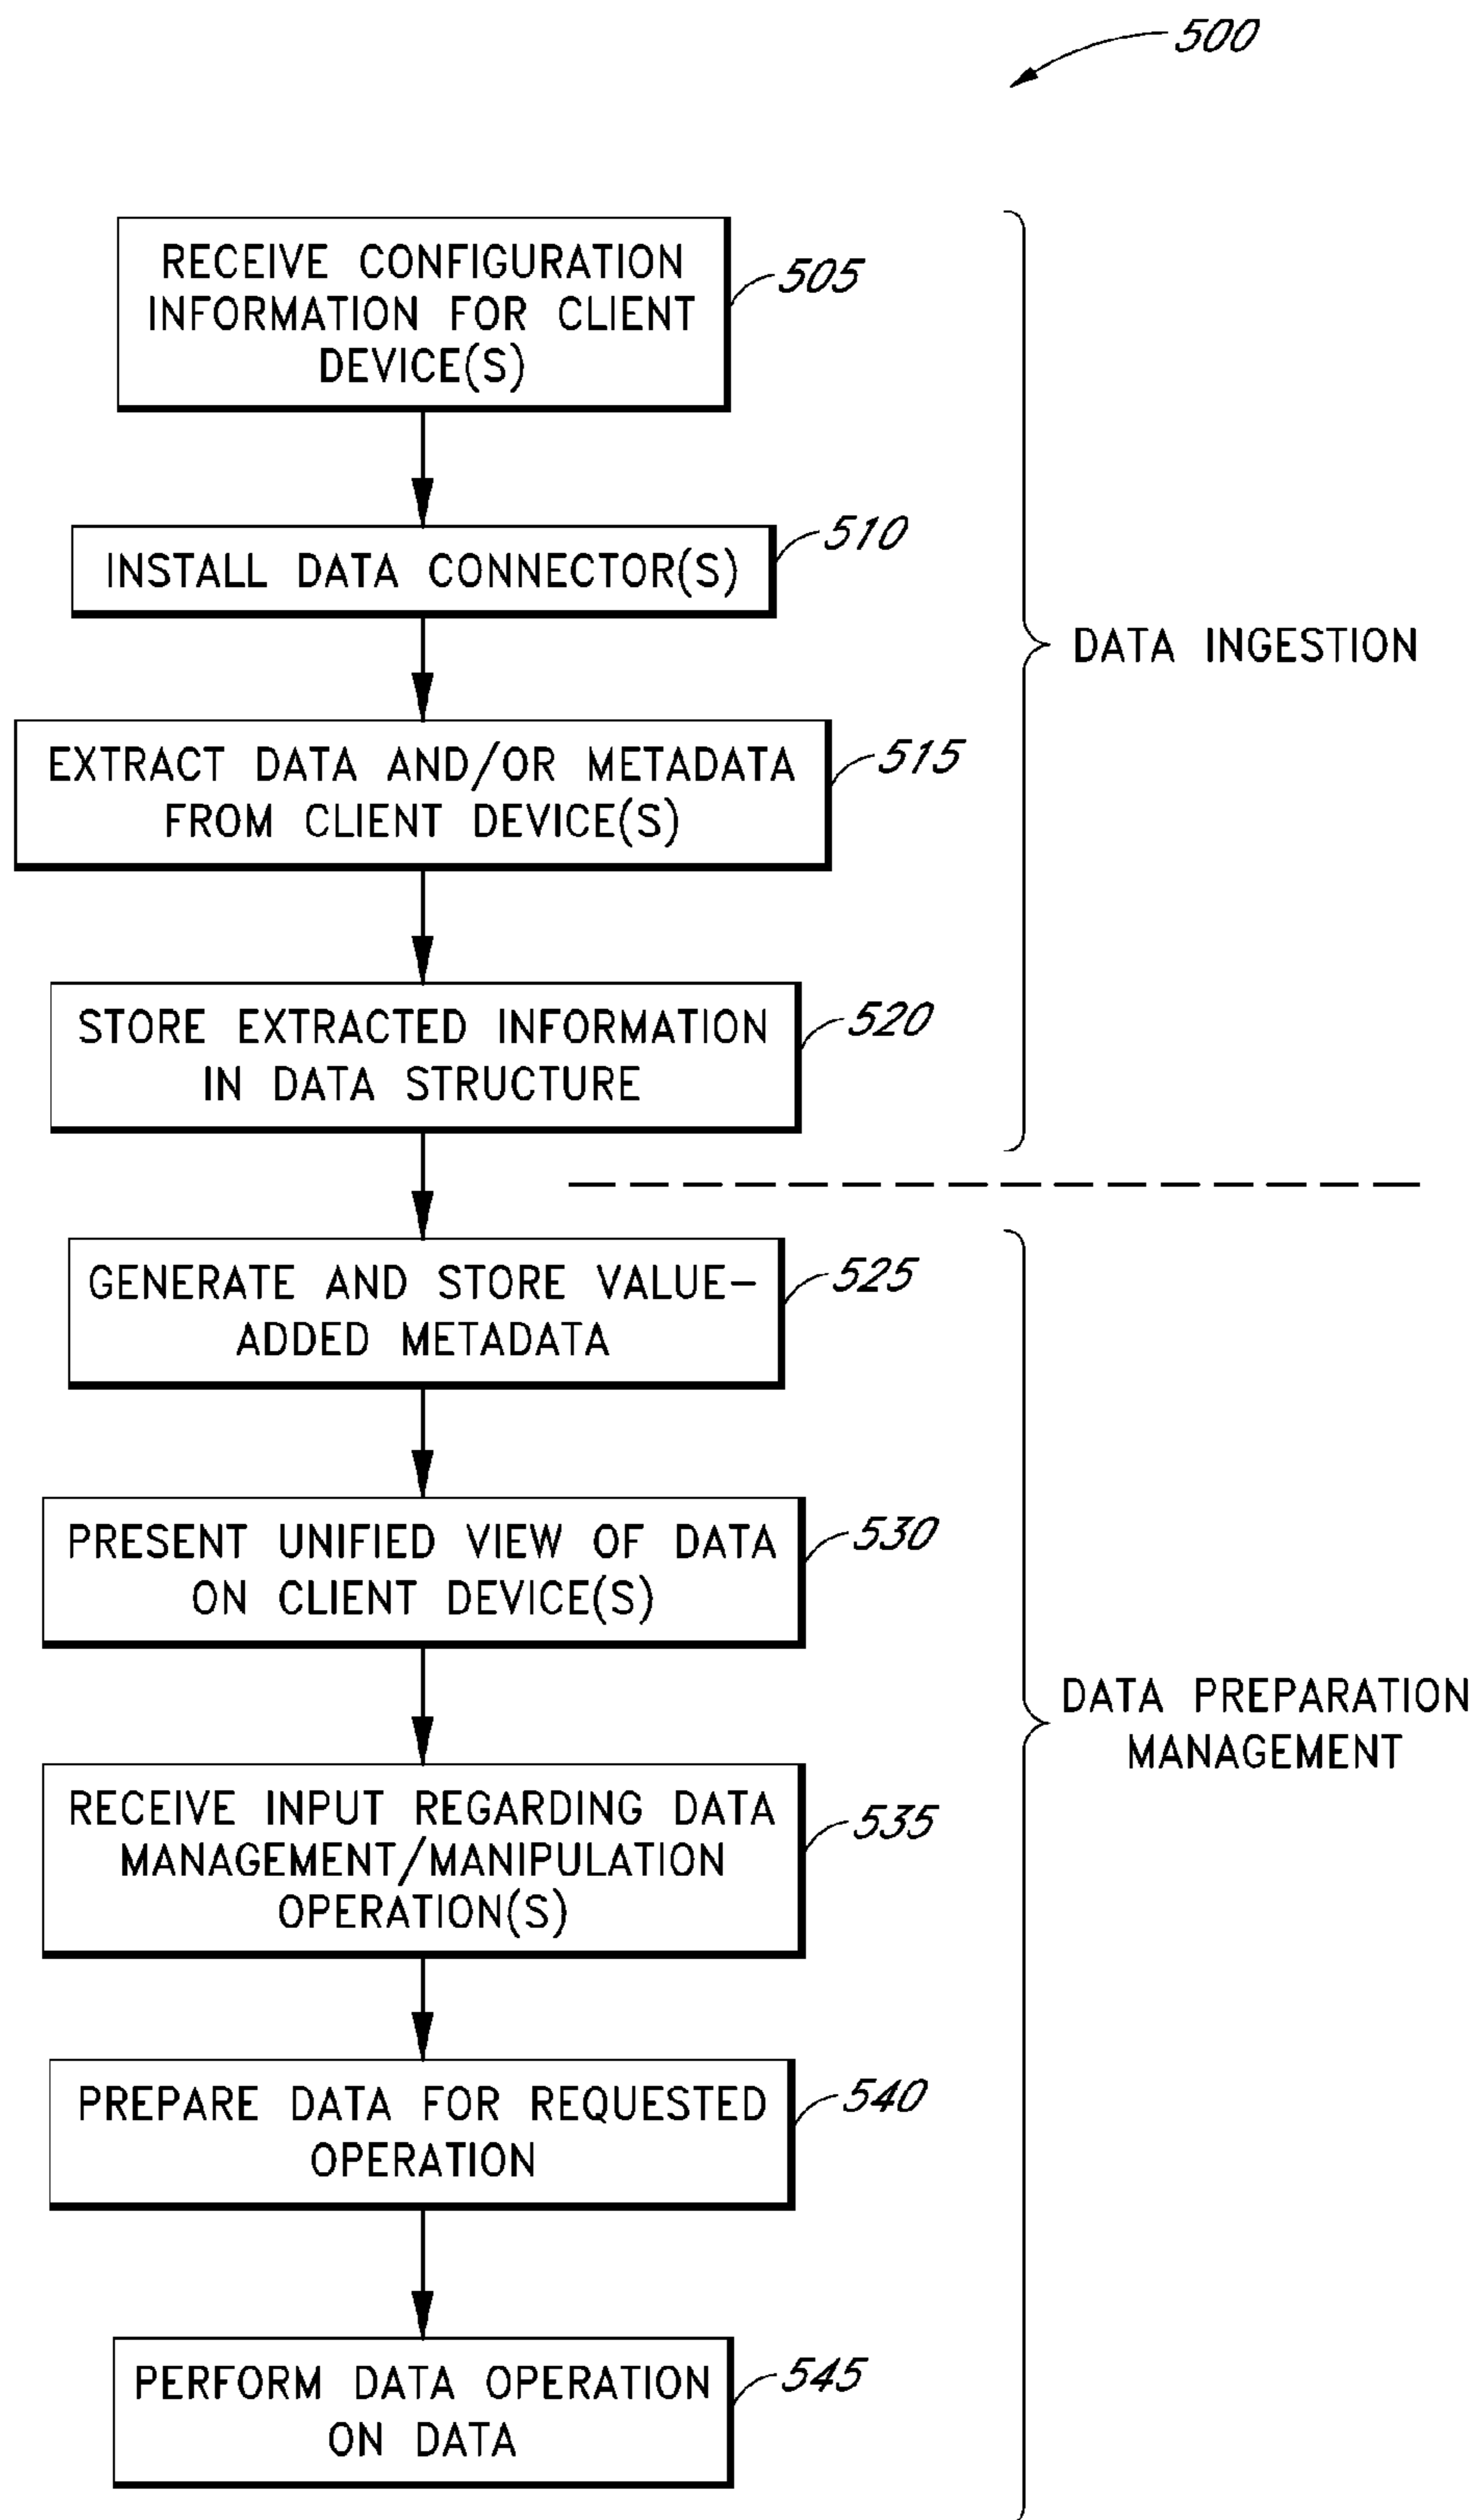 500
RECEIVE CONFIGURATION
INFORMATION FOR CLIENT
DEVICE(S)
505
INSTALL DATA CONNECTOR(S)
510
DATA INGESTION
EXTRACT DATA AND/OR METADATA
FROM CLIENT DEVICE(S)
515
STORE EXTRACTED INFORMATION
IN DATA STRUCTURE
520
GENERATE AND STORE VALUE-
ADDED METADATA
525
PRESENT UNIFIED VIEW OF DATA
ON CLIENT DEVICE(S)
530
DATA PREPARATION
MANAGEMENT
RECEIVE INPUT REGARDING DATA
MANAGEMENT/MANIPULATION
OPERATION(S)
535
PREPARE DATA FOR REQUESTED
OPERATION
540
PERFORM DATA OPERATION
ON DATA
545